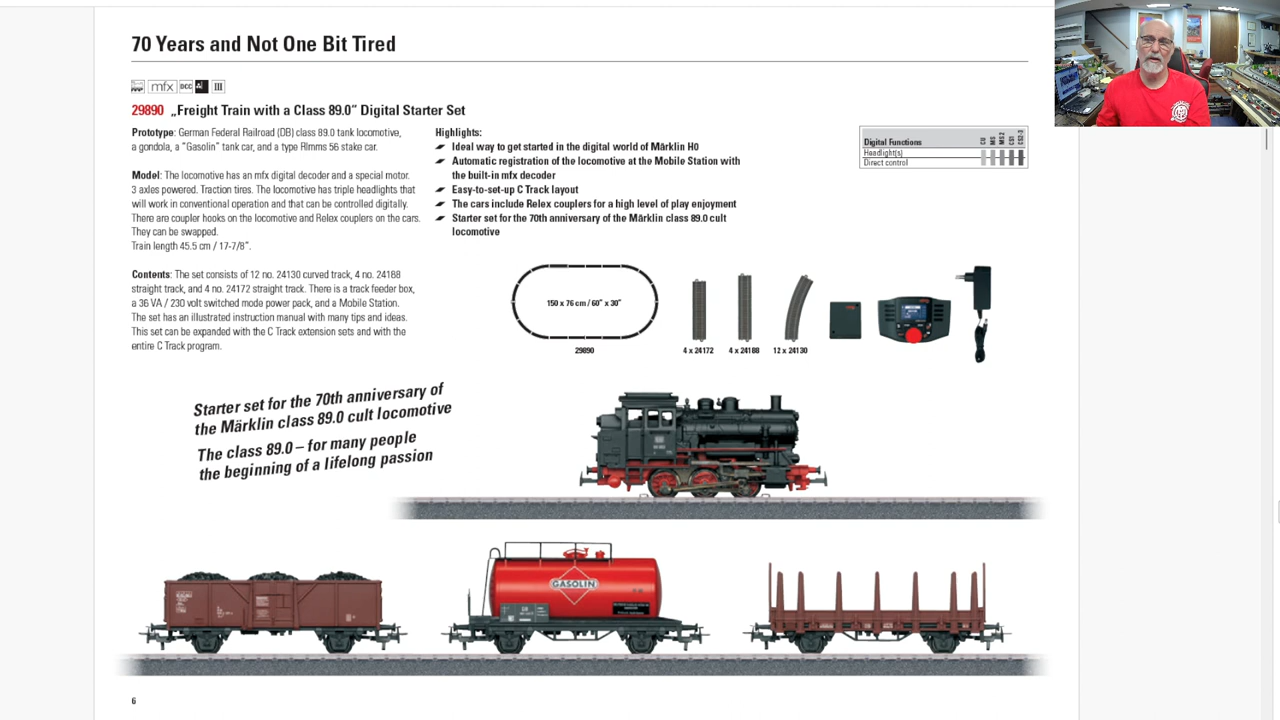 70 Years and Not One Bit Tired
mfx DCC III
29890 „Freight Train with a Class 89.0“ Digital Starter Set
Prototype: German Federal Railroad (DB) class 89.0 tank locomotive,
a gondola, a "Gasolin" tank car, and a type Rlmms 56 stake car.
Model: The locomotive has an mfx digital decoder and a special motor.
3 axles powered. Traction tires. The locomotive has triple headlights that
will work in conventional operation and that can be controlled digitally.
There are coupler hooks on the locomotive and Relex couplers on the cars.
They can be swapped.
Train length 45.5 cm / 17-7/8".
Contents: The set consists of 12 no. 24130 curved track, 4 no. 24188
straight track, and 4 no. 24172 straight track. There is a track feeder box,
a 36 VA / 230 volt switched mode power pack, and a Mobile Station.
The set has an illustrated instruction manual with many tips and ideas.
This set can be expanded with the C Track extension sets and with the
entire C Track program.
Highlights:
Ideal way to get started in the digital world of Märklin H0
Automatic registration of the locomotive at the Mobile Station with
the built-in mfx decoder
Easy-to-set-up C Track layout
The cars include Relex couplers for a high level of play enjoyment
Starter set for the 70th anniversary of the Märklin class 89.0 cult
locomotive
Digital Functions CU MS MS 2 CS1 CS2-3
Headlight(s)
Direct control
150 x 76 cm / 60" x 30"
29890
4 x 24172 4 x 24188 12 x 24130
Starter set for the 70th anniversary of
the Märklin class 89.0 cult locomotive
The class 89.0 – for many people
the beginning of a lifelong passion
GASOLIN
6